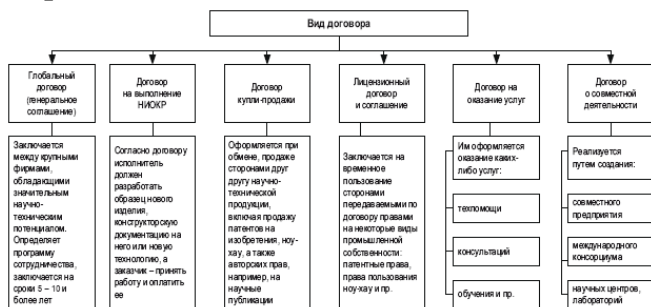 Вид договора
Глобальный
договор
(генеральное
соглашение)
Договор
на выполнение
НИОКР
Договор
купли-продажи
Лицензионный
договор
и соглашение
Договор на
оказание услуг
Договор
о совместной
деятельности
Заключается
между крупными
фирмами,
обладающими
значительным
научно-
техническим
потенциалом.
Определяет
программу
сотрудничества,
заключается на
сроки 5 – 10 и
более лет
Согласно договору
исполнитель
должен
разработать
образец нового
изделия,
конструкторскую
документацию на
него или новую
технологию, а
заказчик – принять
работу и оплатить
ее
Оформляется при
обмене, продаже
сторонами друг
другу научно-
технической
продукции,
включая продажу
патентов на
изобретения, ноу-
хау, а также
авторских прав,
например, на
научные
публикации
Заключается на
временное
пользование
сторонами
передаваемыми по
договору правами
на некоторые виды
промышленной
собственности:
патентные права,
права пользования
ноу-хау и пр.
Им оформляется
оказание каких-
либо услуг:
техпомощи
консультаций
обучения и пр.
Реализуется
путем создания:
совместного
предприятия
международного
консорциума
научных центров,
лабораторий